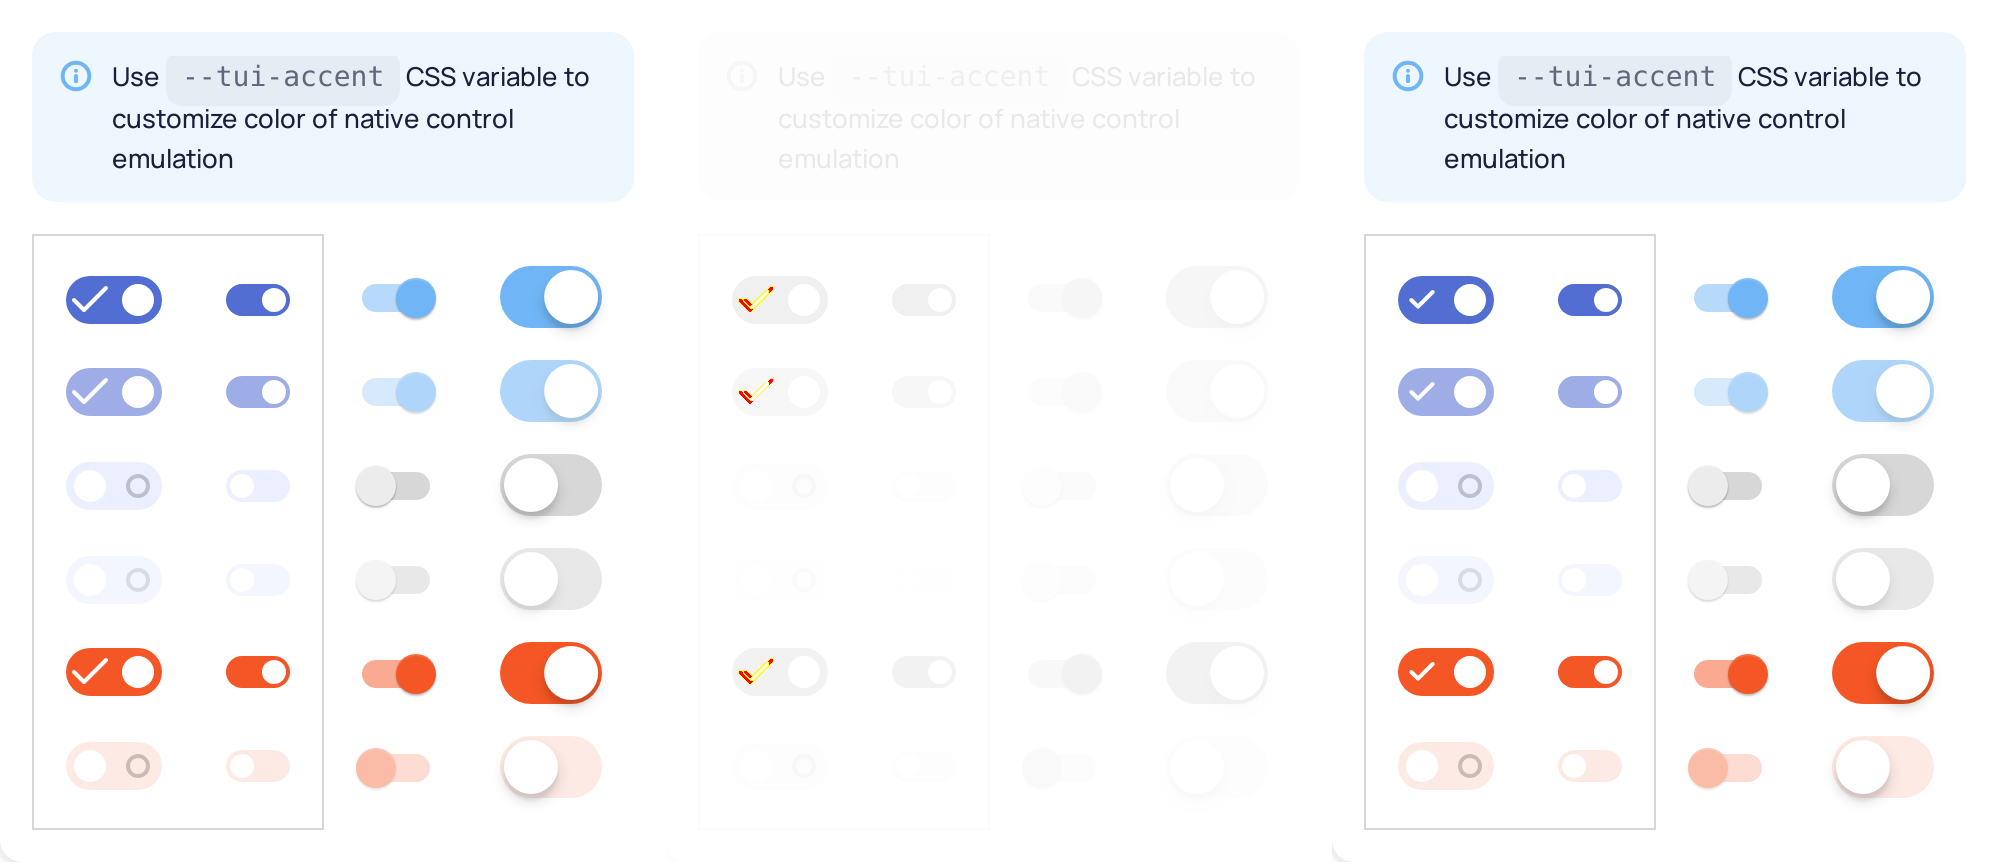 Use --tui-accent CSS variable to
customize color of native control
emulation
Use --tui-accent CSS variable to
customize color of native control
emulation
Use --tui-accent CSS variable to
customize color of native control
emulation